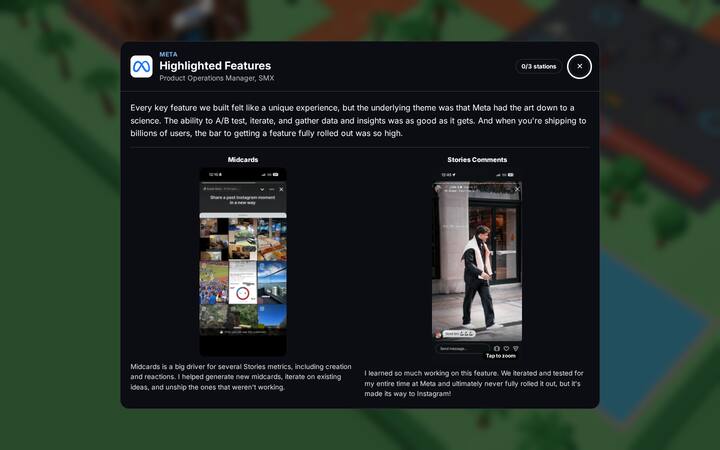 META
Highlighted Features
Product Operations Manager, SMX
0/3 stations
Every key feature we built felt like a unique experience, but the underlying theme was that Meta had the art down to a
science. The ability to A/B test, iterate, and gather data and insights was as good as it gets. And when you're shipping to
billions of users, the bar to getting a feature fully rolled out was so high.
Midcards
Share a past Instagram moment
in a new way
Midcards is a big driver for several Stories metrics, including creation
and reactions. I helped generate new midcards, iterate on existing
ideas, and unship the ones that weren't working.
Stories Comments
Send message...
Tap to zoom
I learned so much working on this feature. We iterated and tested for
my entire time at Meta and ultimately never fully rolled it out, but it's
made its way to Instagram!